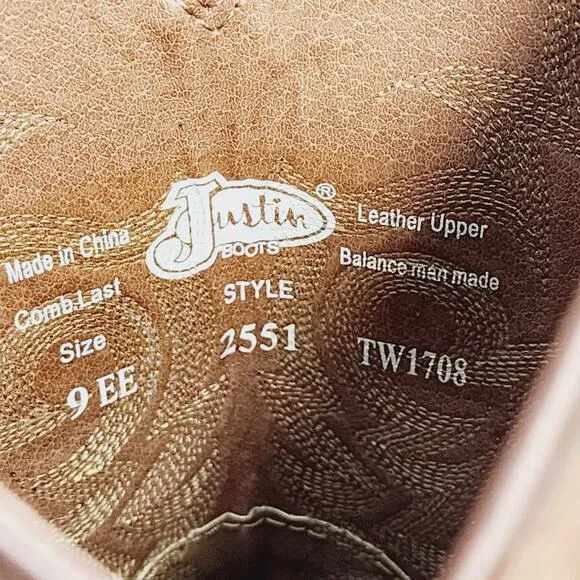 Justin®
BOOTS
Made in China
Comb.Last
Size
9 EE
STYLE
2551
Leather Upper
Balance man made
TW1708